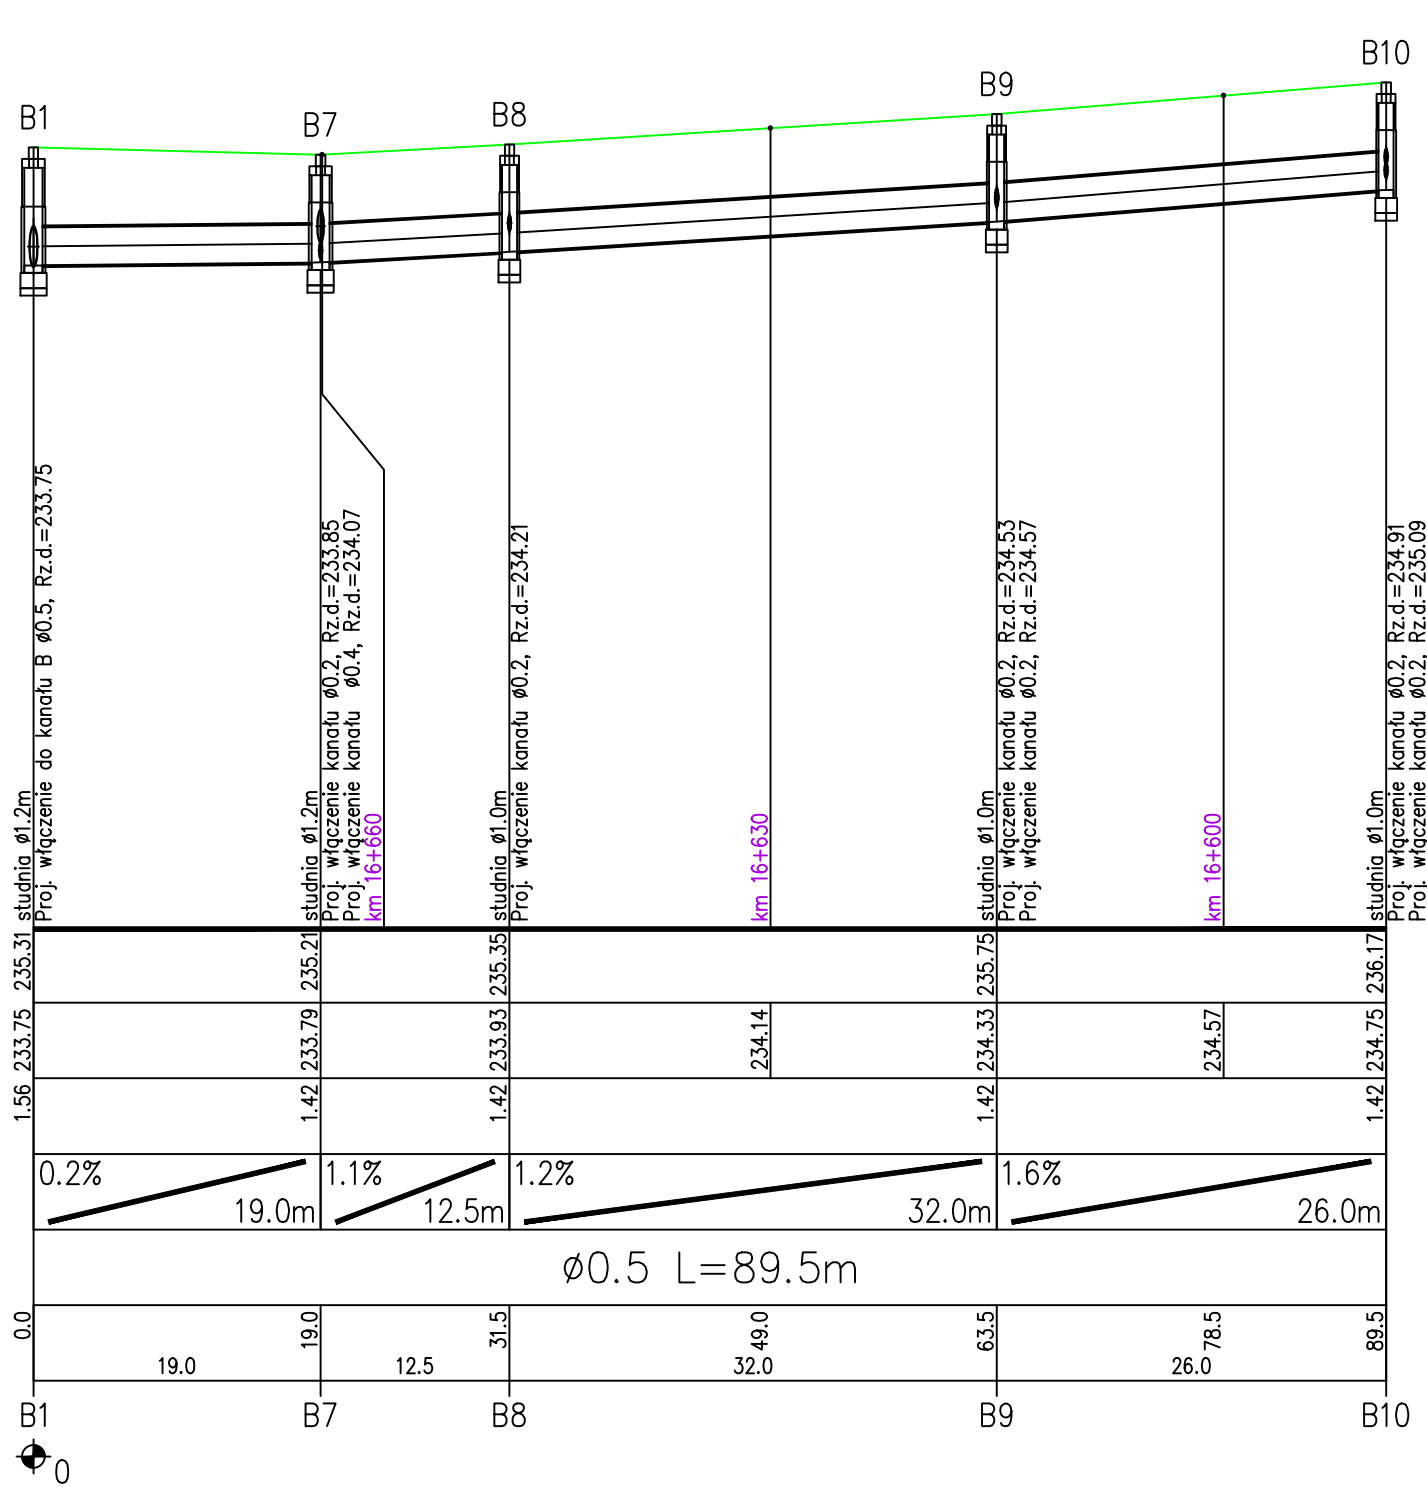 B1
B7
B8
B9
B10
studnia ø1.2m
Proj. włączenie do kanału B ø0.5, Rz.d.=233.75
studnia ø1.2m
Proj. włączenie kanału ø0.2, Rz.d.=233.85
Proj. włączenie kanału ø0.4, Rz.d.=234.07
km 16+660
studnia ø1.0m
Proj. włączenie kanału ø0.2, Rz.d.=234.21
km 16+630
studnia ø1.0m
Proj. włączenie kanału ø0.2, Rz.d.=234.53
Proj. włączenie kanału ø0.2, Rz.d.=234.57
km 16+600
studnia ø1.0m
Proj. włączenie kanału ø0.2, Rz.d.=234.91
Proj. włączenie kanału ø0.2, Rz.d.=235.09
235.31 235.21 235.35 235.75 236.17
233.75 233.79 233.93 234.14 234.33 234.57 234.75
1.56 1.42 1.42 1.42 1.42
0.2% 1.1% 1.2% 1.6%
19.0m 12.5m 32.0m 26.0m
ø0.5 L=89.5m
0.0 19.0 31.5 49.0 63.5 78.5 89.5
19.0 12.5 32.0 26.0
B1 B7 B8 B9 B10
0